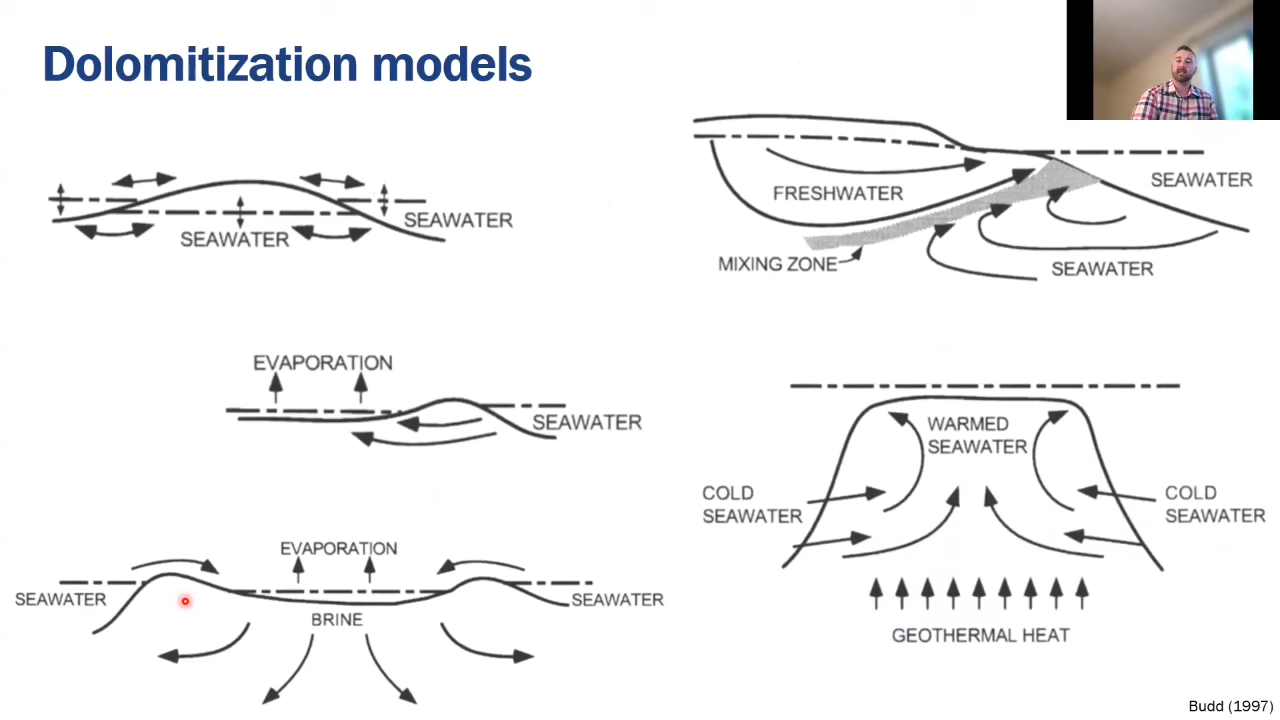 Dolomitization models
SEAWATER
SEAWATER
EVAPORATION
SEAWATER
EVAPORATION
SEAWATER
BRINE
SEAWATER
FRESHWATER
SEAWATER
MIXING ZONE
SEAWATER
WARMED
SEAWATER
COLD
SEAWATER
COLD
SEAWATER
GEOTHERMAL HEAT
Budd (1997)